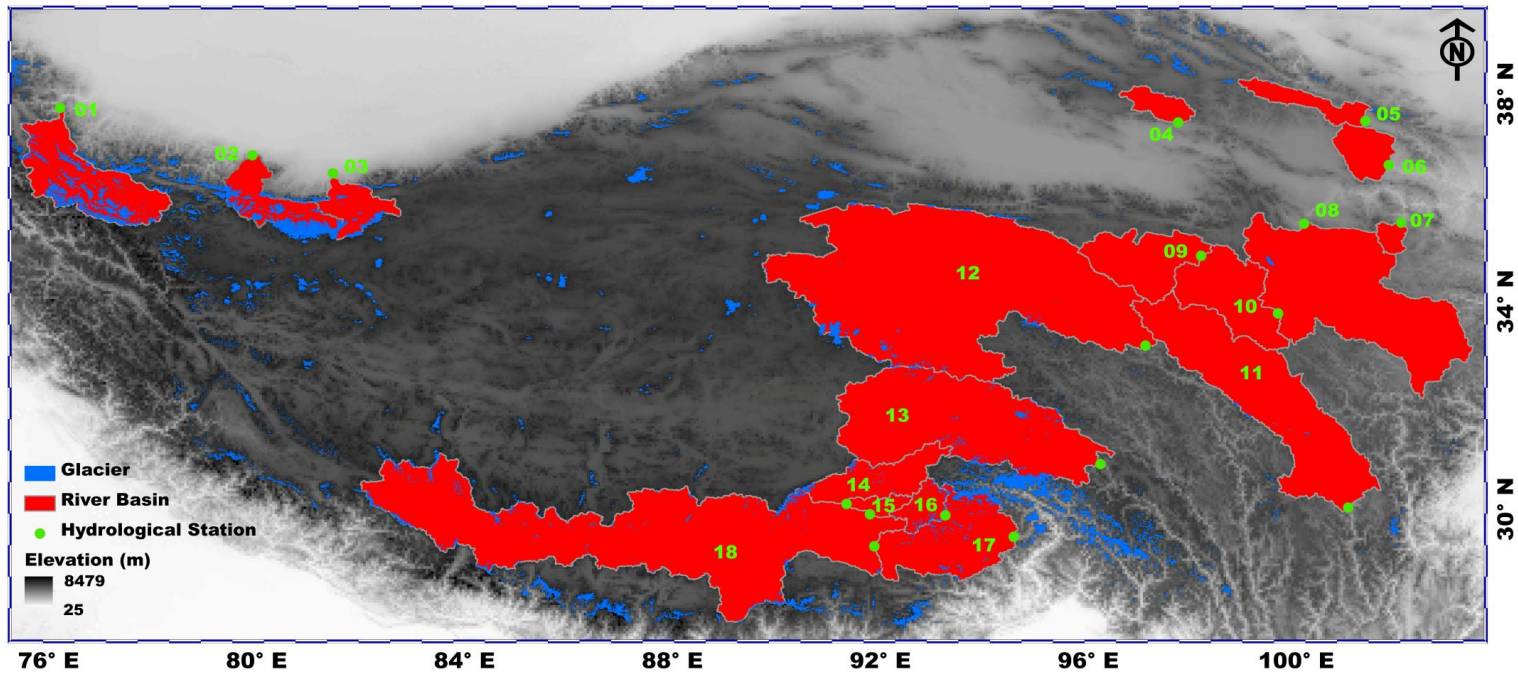 N
38° N
34° N
30° N
01
02
03
04
05
06
07
08
09
10
11
12
13
14
15
16
17
18
Glacier
River Basin
Hydrological Station
Elevation (m)
8479
25
76° E
80° E
84° E
88° E
92° E
96° E
100° E